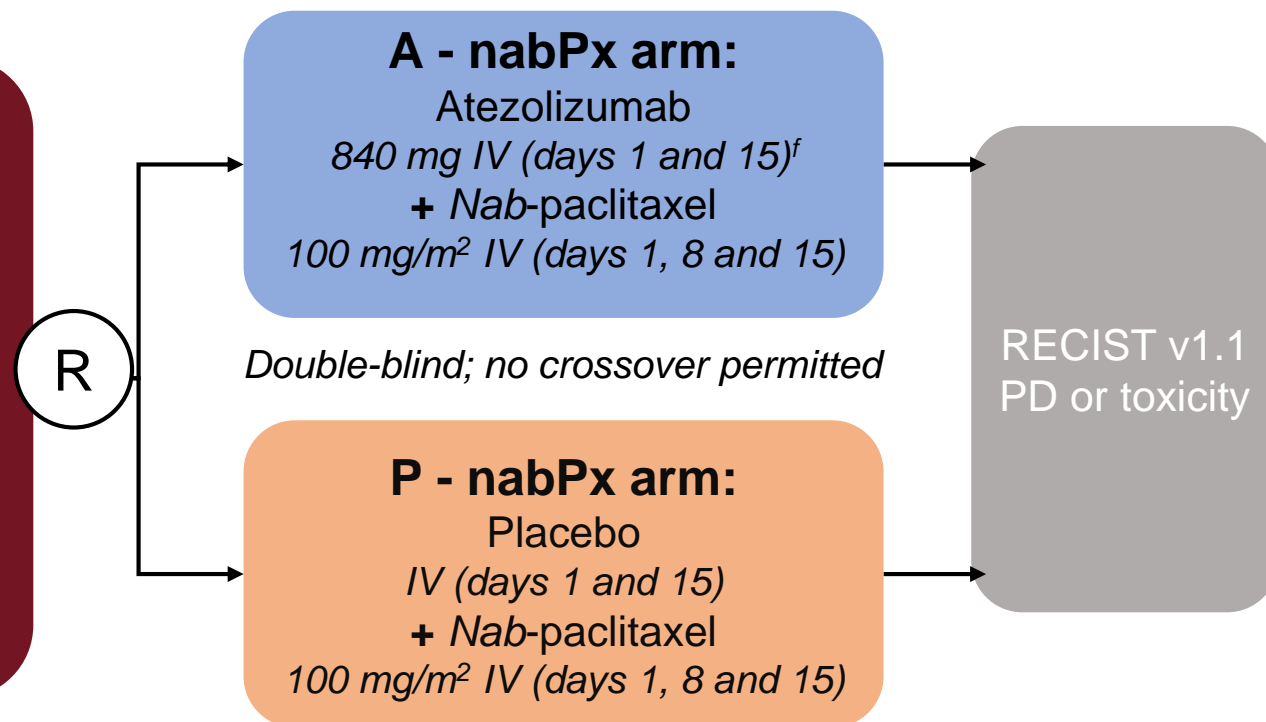 A - nabPx arm:
Atezolizumab
840 mg IV (days 1 and 15)f
+ Nab-paclitaxel
100 mg/m2 IV (days 1, 8 and 15)
R
Double-blind; no crossover permitted
RECIST v1.1
PD or toxicity
P - nabPx arm:
Placebo
IV (days 1 and 15)
+ Nab-paclitaxel
100 mg/m2 IV (days 1, 8 and 15)